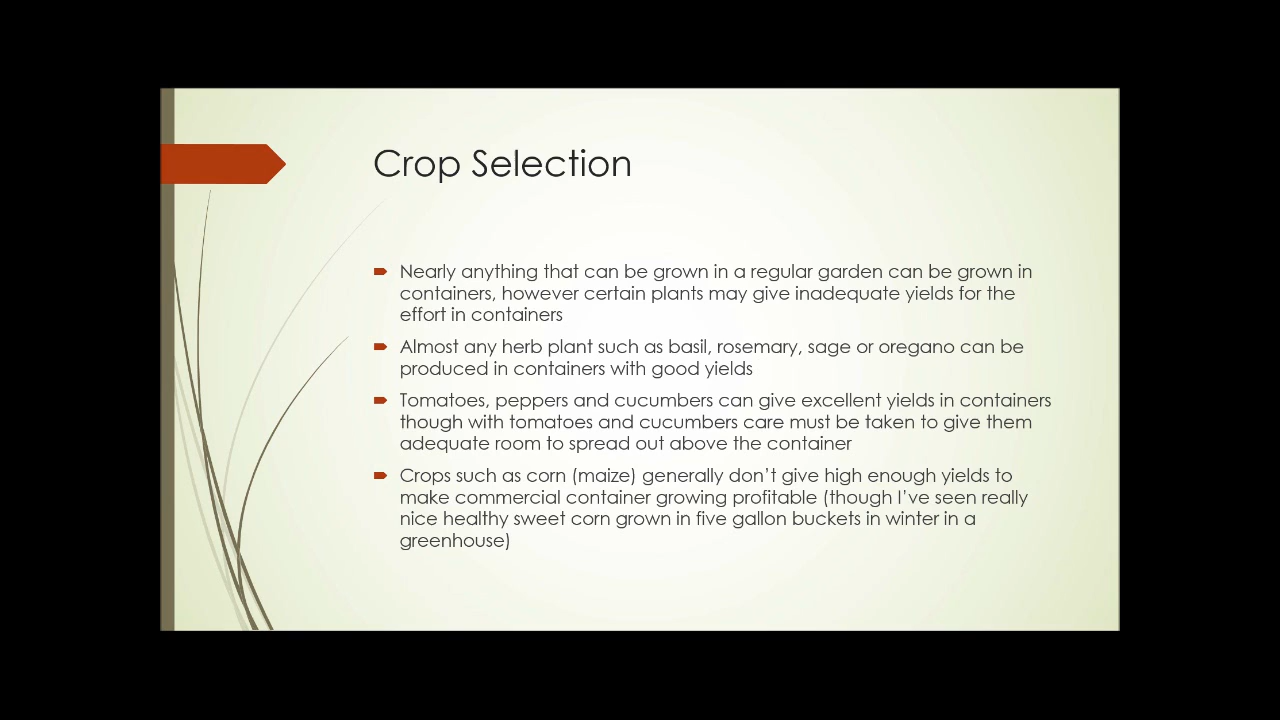 Crop Selection
Nearly anything that can be grown in a regular garden can be grown in
containers, however certain plants may give inadequate yields for the
effort in containers
Almost any herb plant such as basil, rosemary, sage or oregano can be
produced in containers with good yields
Tomatoes, peppers and cucumbers can give excellent yields in containers
though with tomatoes and cucumbers care must be taken to give them
adequate room to spread out above the container
Crops such as corn (maize) generally don’t give high enough yields to
make commercial container growing profitable (though I’ve seen really
nice healthy sweet corn grown in five gallon buckets in winter in a
greenhouse)